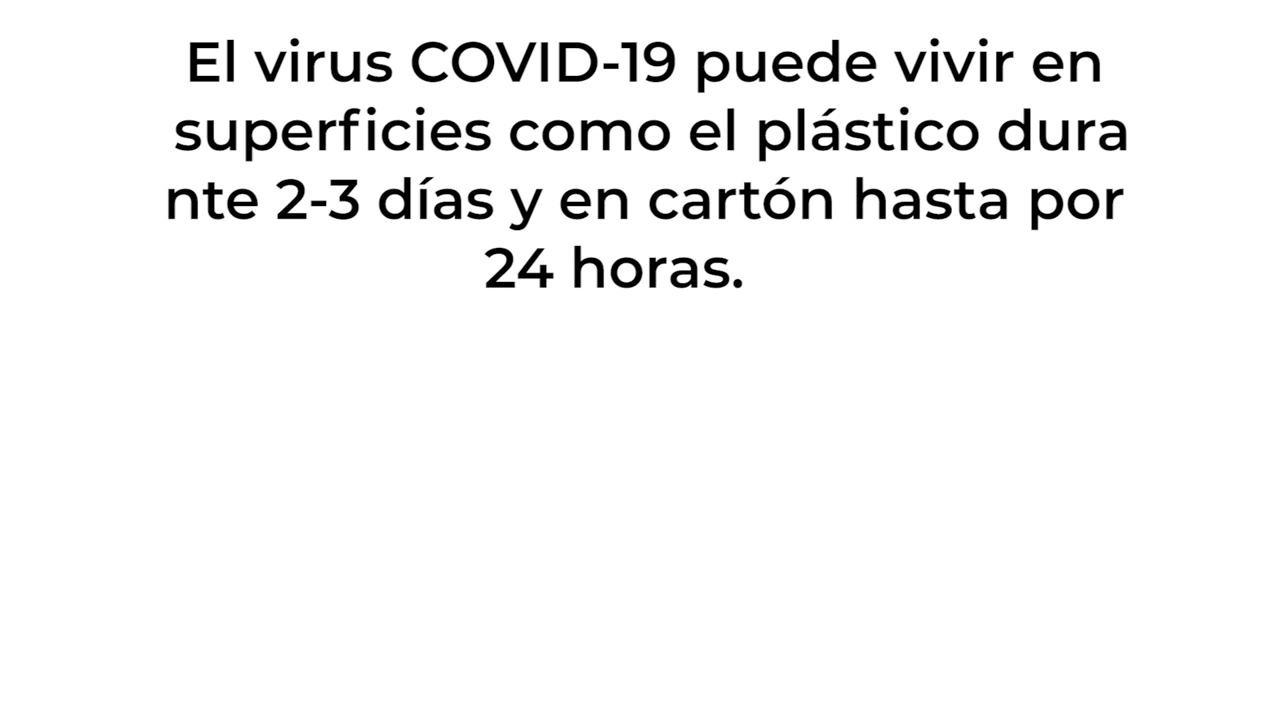 El virus COVID-19 puede vivir en
superficies como el plástico dura
nte 2-3 días y en cartón hasta por
24 horas.